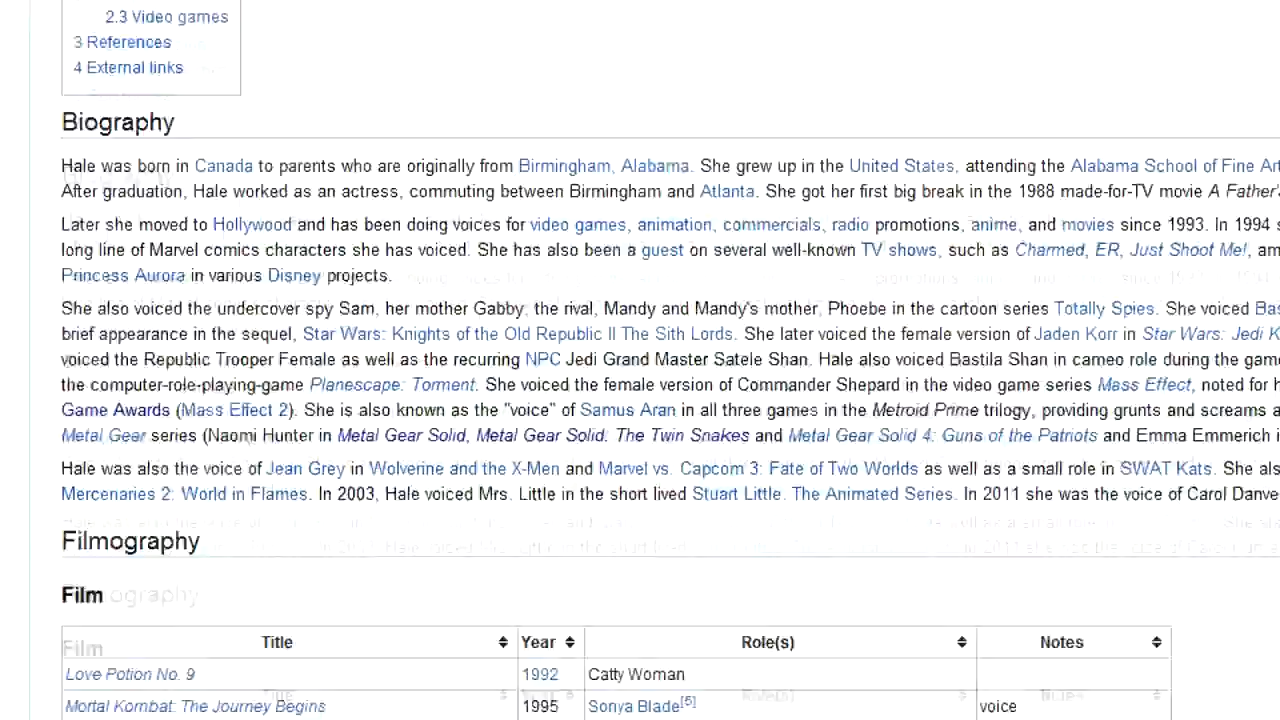 2.3 Video games
3 References
4 External links
Biography
Hale was born in Canada to parents who are originally from Birmingham, Alabama. She grew up in the United States, attending the Alabama School of Fine Art
After graduation, Hale worked as an actress, commuting between Birmingham and Atlanta. She got her first big break in the 1988 made-for-TV movie A Father's
Later she moved to Hollywood and has been doing voices for video games, animation, commercials, radio promotions, anime, and movies since 1993. In 1994 s
long line of Marvel comics characters she has voiced. She has also been a guest on several well-known TV shows, such as Charmed, ER, Just Shoot Me!, am
Princess Aurora in various Disney projects.
She also voiced the undercover spy Sam, her mother Gabby; the rival, Mandy and Mandy's mother, Phoebe in the cartoon series Totally Spies. She voiced Bas
brief appearance in the sequel, Star Wars: Knights of the Old Republic II The Sith Lords. She later voiced the female version of Jaden Korr in Star Wars: Jedi K
voiced the Republic Trooper Female as well as the recurring NPC Jedi Grand Master Satele Shan. Hale also voiced Bastila Shan in cameo role during the gam
the computer-role-playing-game Planescape: Torment. She voiced the female version of Commander Shepard in the video game series Mass Effect, noted for h
Game Awards (Mass Effect 2). She is also known as the "voice" of Samus Aran in all three games in the Metroid Prime trilogy, providing grunts and screams a
Metal Gear series (Naomi Hunter in Metal Gear Solid, Metal Gear Solid: The Twin Snakes and Metal Gear Solid 4: Guns of the Patriots and Emma Emmerich i
Hale was also the voice of Jean Grey in Wolverine and the X-Men and Marvel vs. Capcom 3: Fate of Two Worlds as well as a small role in SWAT Kats. She als
Mercenaries 2: World in Flames. In 2003, Hale voiced Mrs. Little in the short lived Stuart Little: The Animated Series. In 2011 she was the voice of Carol Danve
Filmography
Film
Title Year Role(s) Notes
Love Potion No. 9 1992 Catty Woman
Mortal Kombat: The Journey Begins 1995 Sonya Blade[5] voice